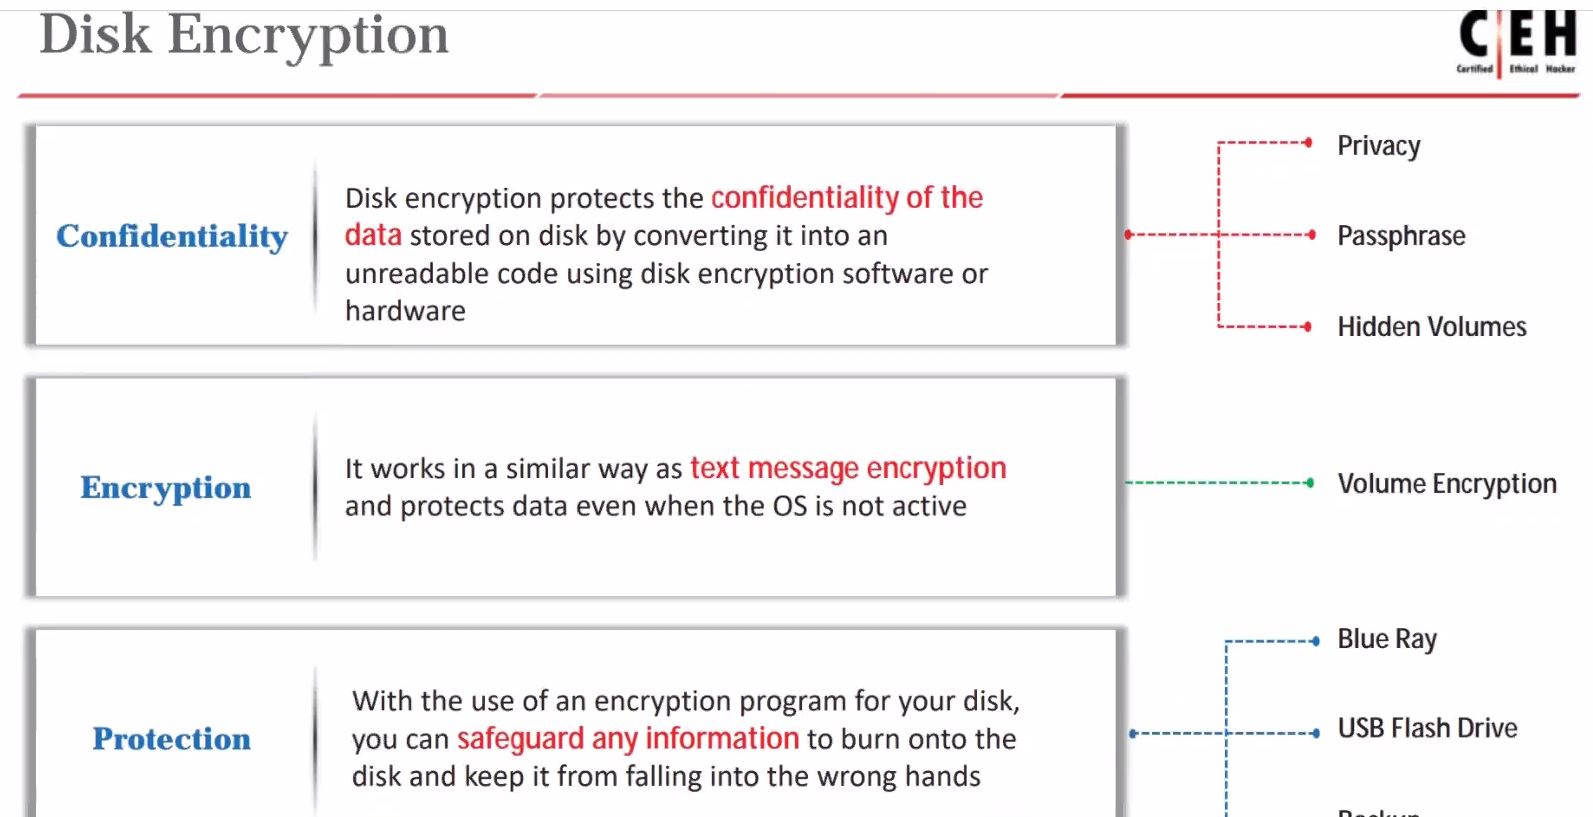 Disk Encryption
C|EH
Certified Ethical Hacker
Confidentiality
Disk encryption protects the confidentiality of the
data stored on disk by converting it into an
unreadable code using disk encryption software or
hardware
Privacy
Passphrase
Hidden Volumes
Encryption
It works in a similar way as text message encryption
and protects data even when the OS is not active
Volume Encryption
Protection
With the use of an encryption program for your disk,
you can safeguard any information to burn onto the
disk and keep it from falling into the wrong hands
Blue Ray
USB Flash Drive
Backup